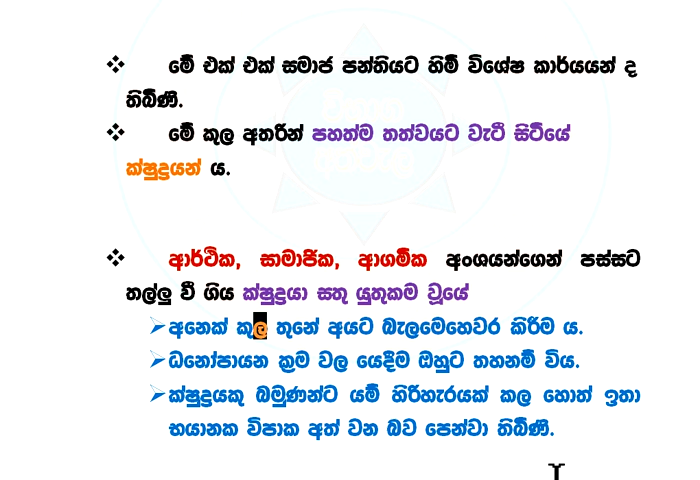 ❖ මේ එක් එක් සමාජ පන්තියට හිමි විශේෂ කාර්යයන් ද
තිබිණි.
❖ මේ කුල අතරින් පහත්ම තත්වයට වැටී සිටියේ
ක්ෂුද්‍රයන් ය.
❖ ආර්ථික, සාමාජික, ආගමික අංශයන්ගෙන් පස්සට
තල්ලු වී ගිය ක්ෂුද්‍රයා සතු යුතුකම වූයේ
➢ අනෙක් කුල තුනේ අයට බැලමෙහෙවර කිරීම ය.
➢ ධනෝපායන ක්‍රම වල යෙදීම ඔහුට තහනම් විය.
➢ ක්ෂුද්‍රයකු බමුණන්ට යම් හිරිහැරයක් කල හොත් ඉතා
භයානක විපාක අත් වන බව පෙන්වා තිබිණි.